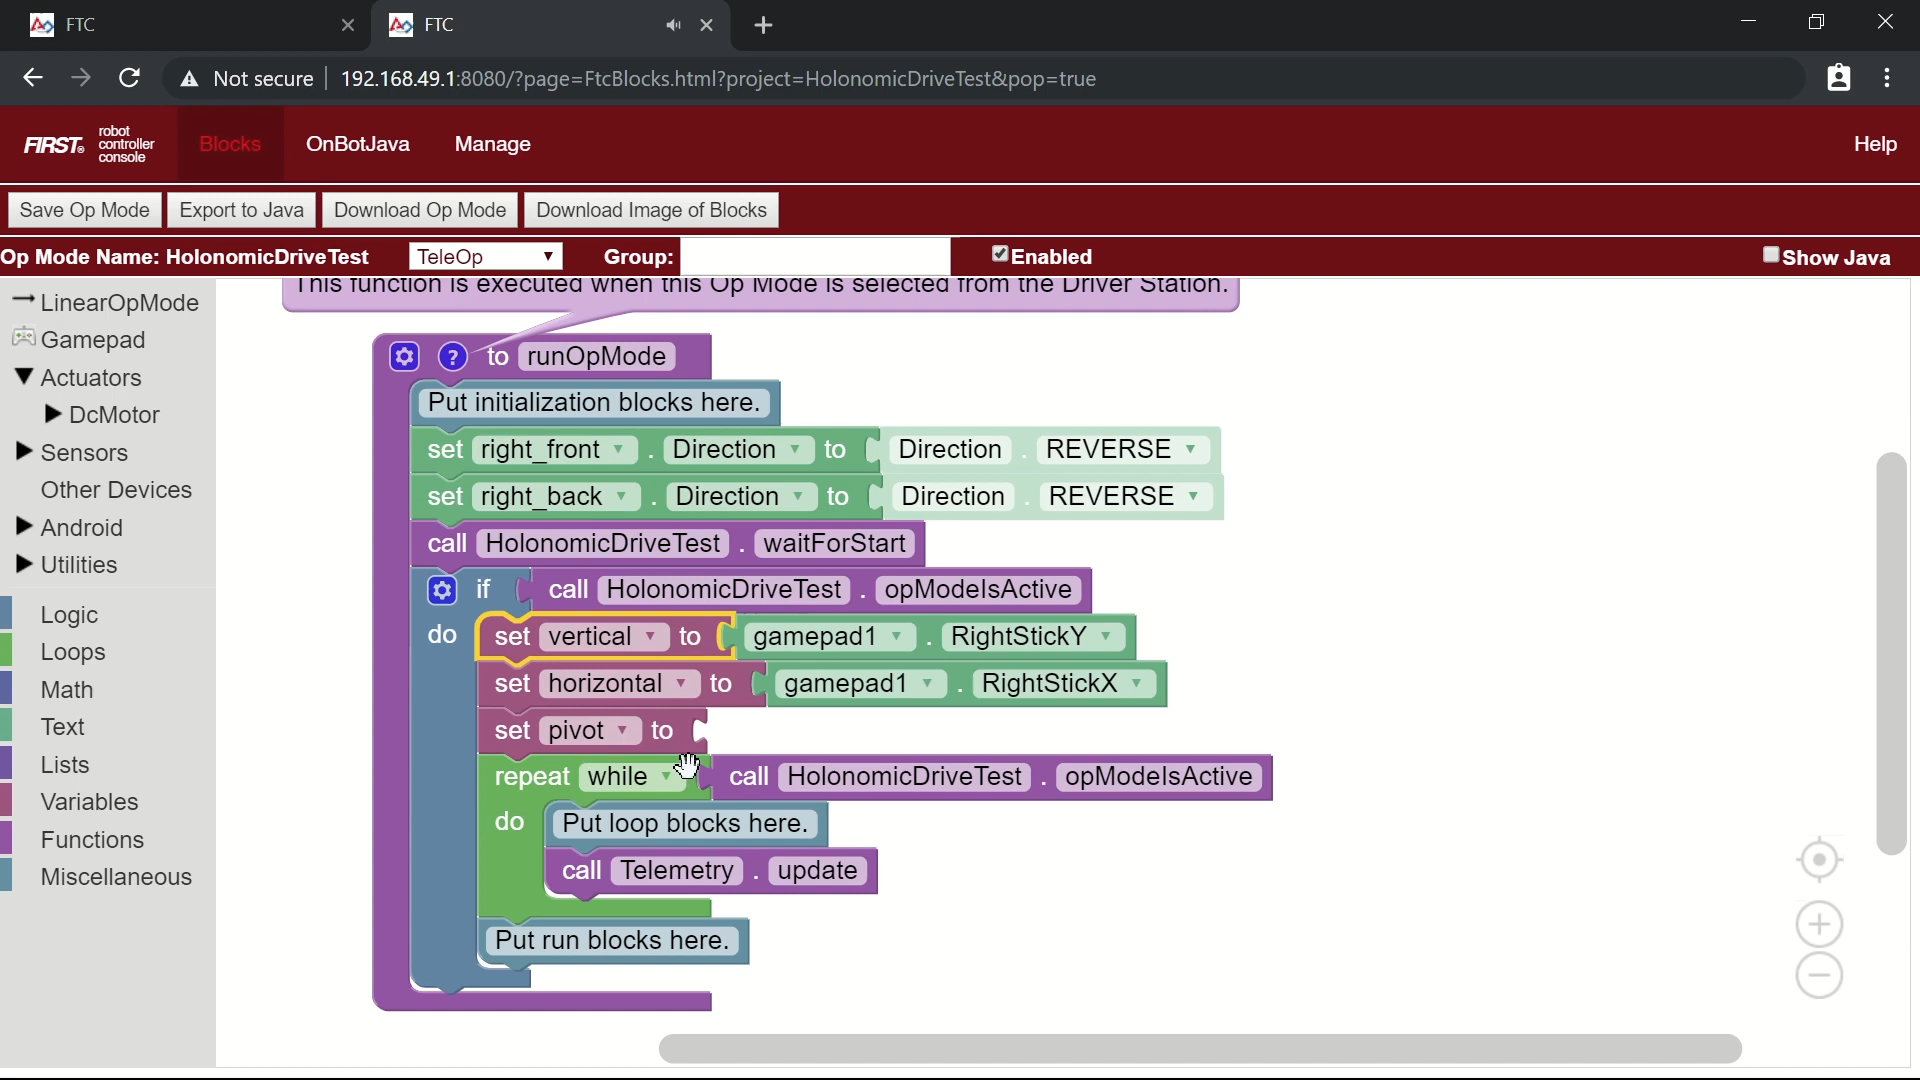 FTC
FTC
Not secure 192.168.49.1:8080/?page=FtcBlocks.html?project=HolonomicDriveTest&pop=true
FIRST® robot controller console Blocks OnBotJava Manage Help
Save Op Mode Export to Java Download Op Mode Download Image of Blocks
Op Mode Name: HolonomicDriveTest TeleOp Group: Enabled Show Java
LinearOpMode
Gamepad
Actuators
DcMotor
Sensors
Other Devices
Android
Utilities
Logic
Loops
Math
Text
Lists
Variables
Functions
Miscellaneous
This function is executed when this Op Mode is selected from the Driver Station.
? to runOpMode
Put initialization blocks here.
set right_front . Direction to Direction . REVERSE
set right_back . Direction to Direction . REVERSE
call HolonomicDriveTest . waitForStart
if call HolonomicDriveTest . opModeIsActive
do set vertical to gamepad1 . RightStickY
set horizontal to gamepad1 . RightStickX
set pivot to
repeat while call HolonomicDriveTest . opModeIsActive
do Put loop blocks here.
call Telemetry . update
Put run blocks here.